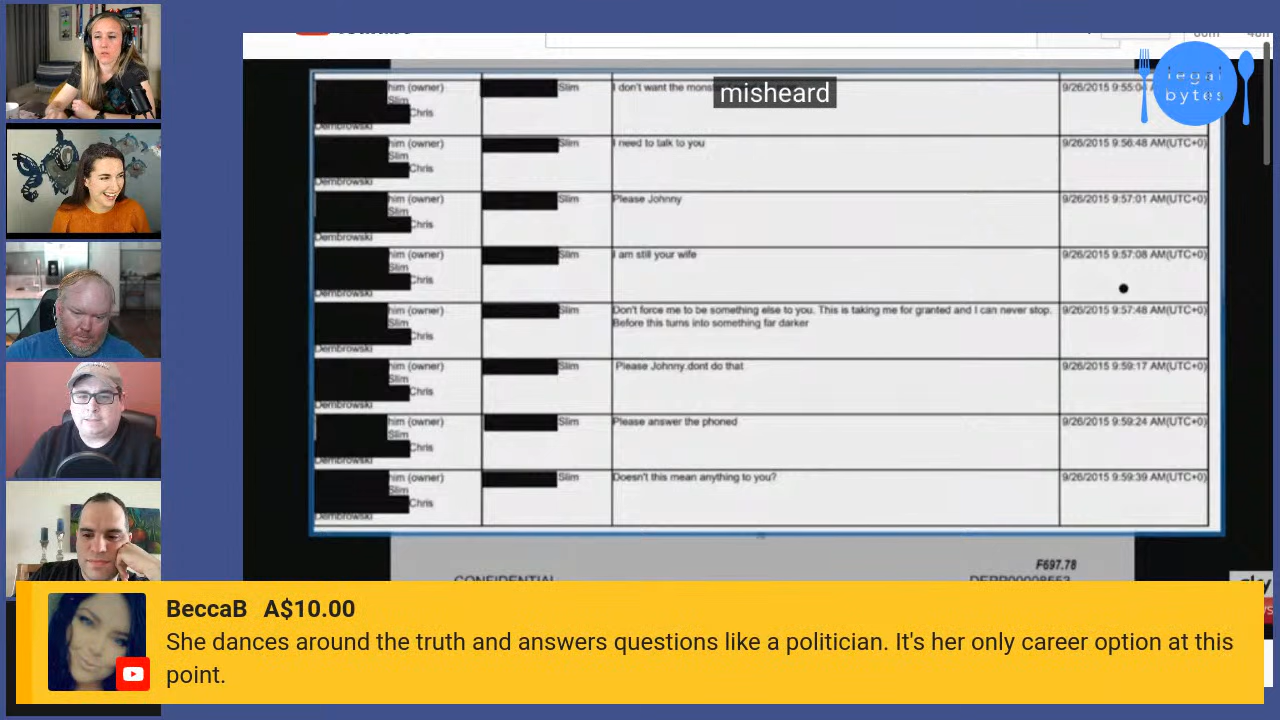 misheard
legal
bytes
him (owner) Slim I don't want the 9/26/2015 9:55:0
Slim
Chris
Dembrowski
him (owner) Slim I need to talk to you 9/26/2015 9:56:48 AM(UTC+0)
Slim
Chris
Dembrowski
him (owner) Slim Please Johnny 9/26/2015 9:57:01 AM(UTC+0)
Slim
Chris
Dembrowski
him (owner) Slim I am still your wife 9/26/2015 9:57:08 AM(UTC+0)
Slim
Chris
Dembrowski
him (owner) Slim Don't force me to be something else to you. This is taking me for granted and I can never stop. 9/26/2015 9:57:48 AM(UTC+0)
Slim Before this turns into something far darker
Chris
Dembrowski
him (owner) Slim Please Johnny.dont do that 9/26/2015 9:59:17 AM(UTC+0)
Slim
Chris
Dembrowski
him (owner) Slim Please answer the phoned 9/26/2015 9:59:24 AM(UTC+0)
Slim
Chris
Dembrowski
him (owner) Slim Doesn't this mean anything to you? 9/26/2015 9:59:39 AM(UTC+0)
Slim
Chris
Dembrowski
F697.78
CONFIDENTIAL
sky
BeccaB A$10.00
She dances around the truth and answers questions like a politician. It's her only career option at this
point.